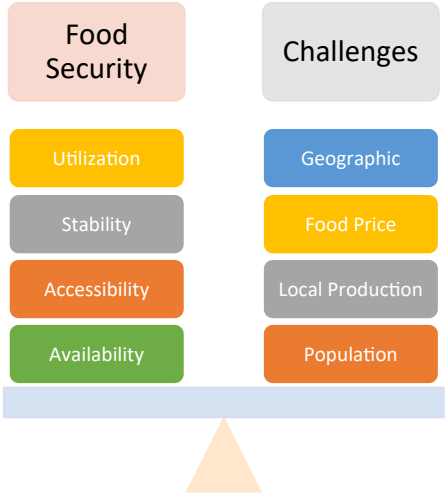 Food
Security
Utilization
Stability
Accessibility
Availability
Challenges
Geographic
Food Price
Local Production
Population